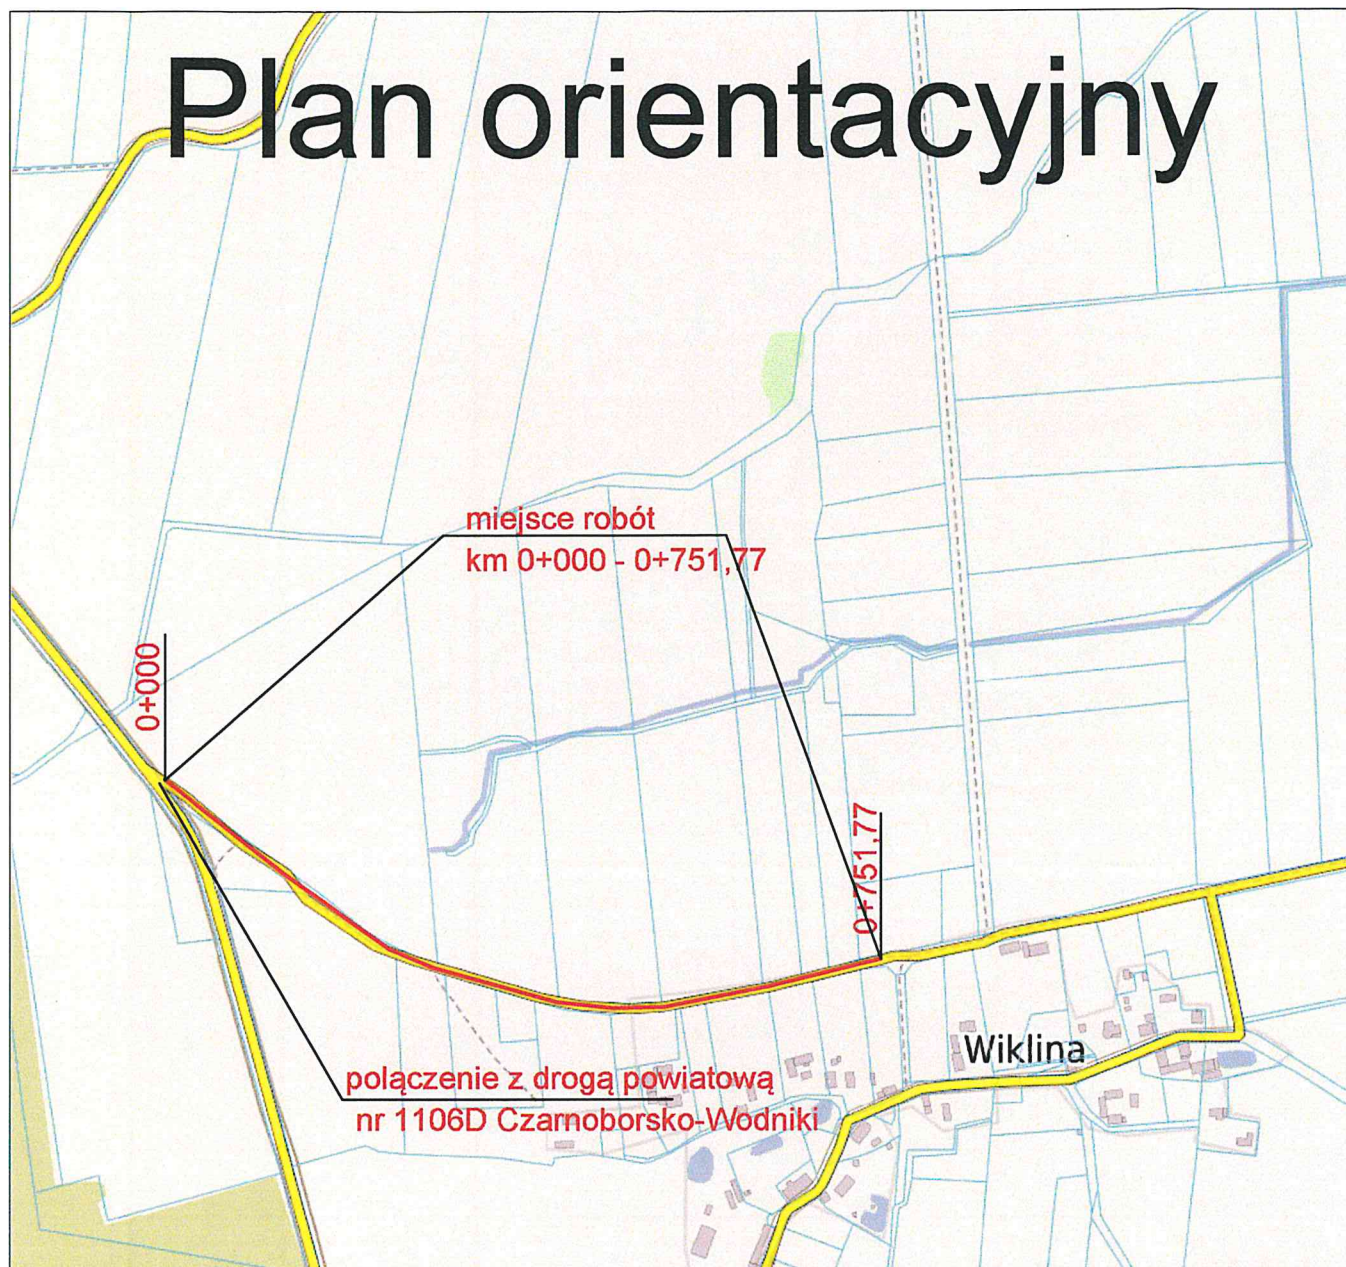 Plan orientacyjny
miejsce robót
km 0+000 - 0+751,77
0+000
0+751,77
Wiklina
połączenie z drogą powiatową
nr 1106D Czarnoborsko-Wodniki